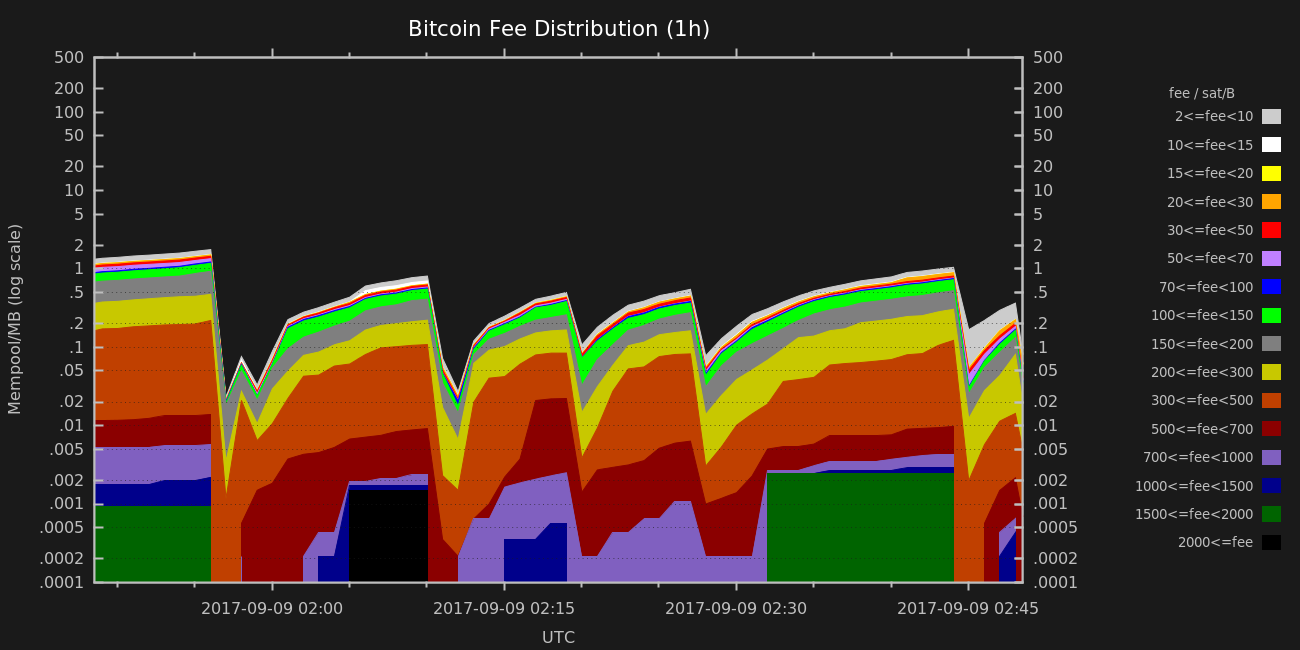 Bitcoin Fee Distribution (1h)
Mempool/MB (log scale)
500
200
100
50
20
10
5
2
1
.5
.2
.1
.05
.02
.01
.005
.002
.001
.0005
.0002
.0001
500
200
100
50
20
10
5
2
1
.5
.2
.1
.05
.02
.01
.005
.002
.001
.0005
.0002
.0001
2017-09-09 02:00
2017-09-09 02:15
2017-09-09 02:30
2017-09-09 02:45
UTC
fee / sat/B
2<=fee<10
10<=fee<15
15<=fee<20
20<=fee<30
30<=fee<50
50<=fee<70
70<=fee<100
100<=fee<150
150<=fee<200
200<=fee<300
300<=fee<500
500<=fee<700
700<=fee<1000
1000<=fee<1500
1500<=fee<2000
2000<=fee